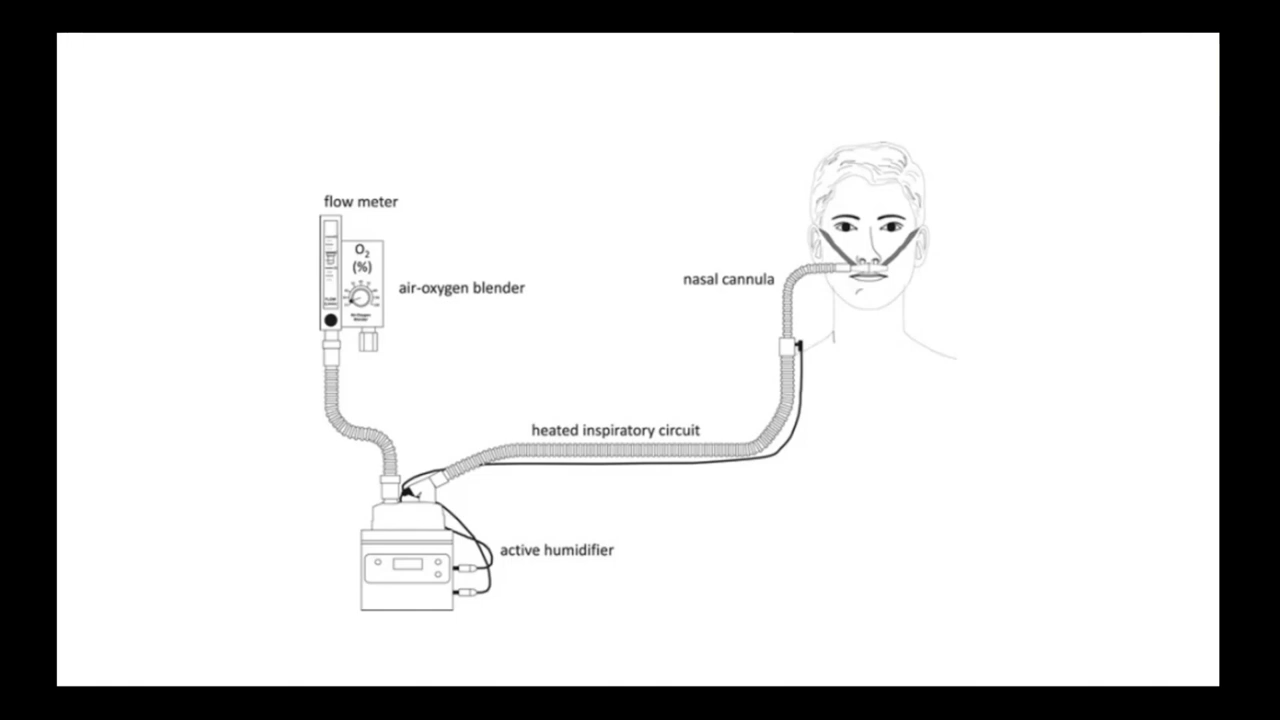 flow meter
O2
(%)
air-oxygen blender
nasal cannula
heated inspiratory circuit
active humidifier